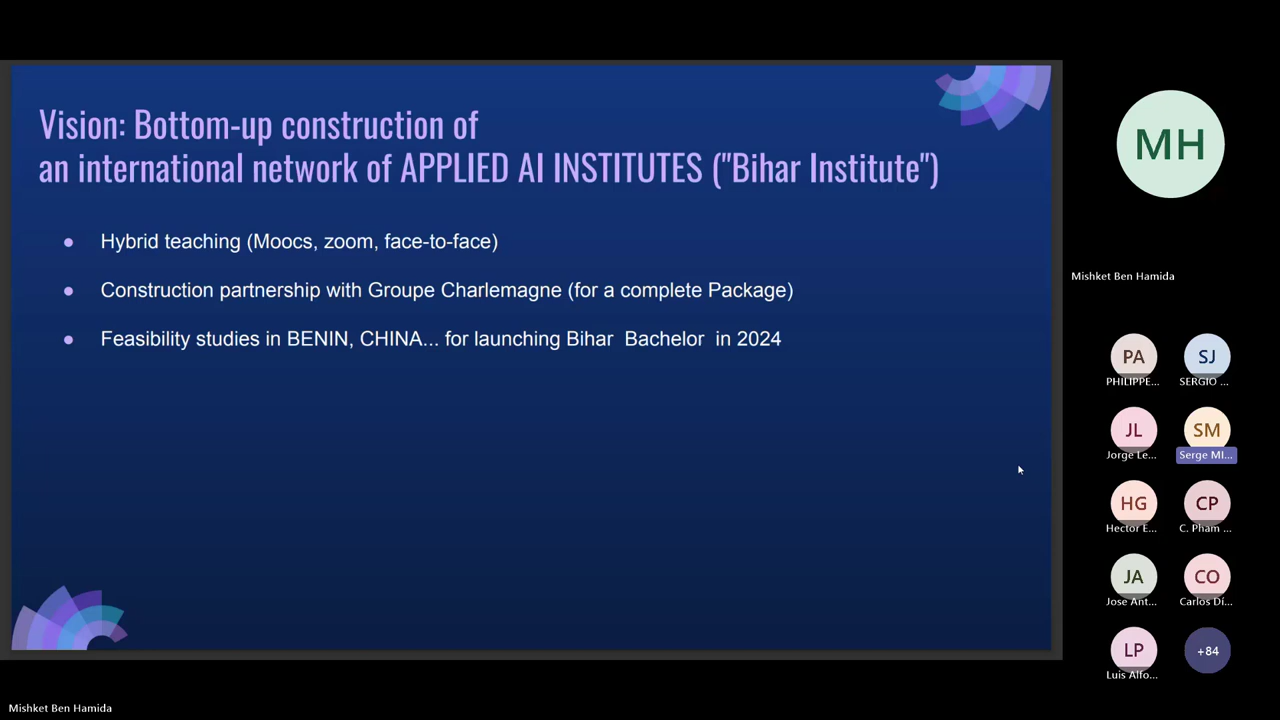 Vision: Bottom-up construction of
an international network of APPLIED AI INSTITUTES ("Bihar Institute")
Hybrid teaching (Moocs, zoom, face-to-face)
Construction partnership with Groupe Charlemagne (for a complete Package)
Feasibility studies in BENIN, CHINA... for launching Bihar Bachelor in 2024
MH
Mishket Ben Hamida
PA
SJ
PHILIPPE...
SERGIO ...
JL
SM
Jorge Le...
Serge MI...
HG
CP
Hector E...
C. Pham ...
JA
CO
Jose Ant...
Carlos Dí...
LP
+84
Luis Alfo...
Mishket Ben Hamida